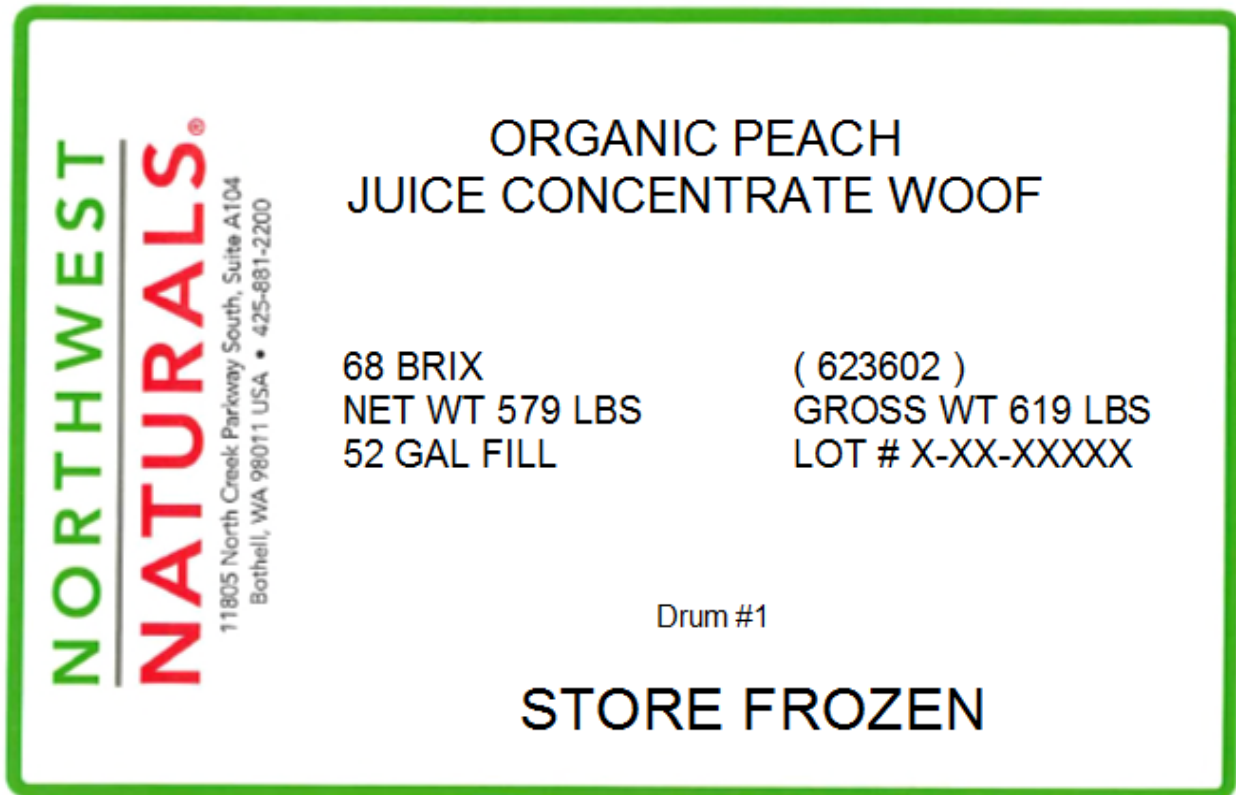 NORTHWEST
NATURALS®
11805 North Creek Parkway South, Suite A104
Bothell, WA 98011 USA • 425-881-2200
ORGANIC PEACH
JUICE CONCENTRATE WOOF
68 BRIX
NET WT 579 LBS
52 GAL FILL
( 623602 )
GROSS WT 619 LBS
LOT # X-XX-XXXXX
Drum #1
STORE FROZEN